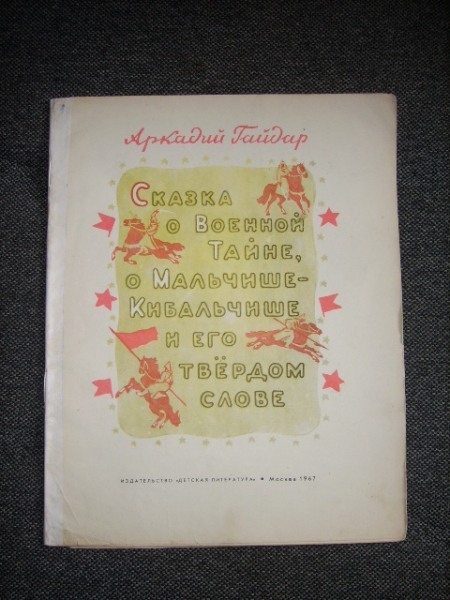 Аркадий Гайдар
Сказка
о Военной
Тайне,
о Мальчише-
Кибальчише
и его
твёрдом
слове
ИЗДАТЕЛЬСТВО «ДЕТСКАЯ ЛИТЕРАТУРА» • Москва 1967